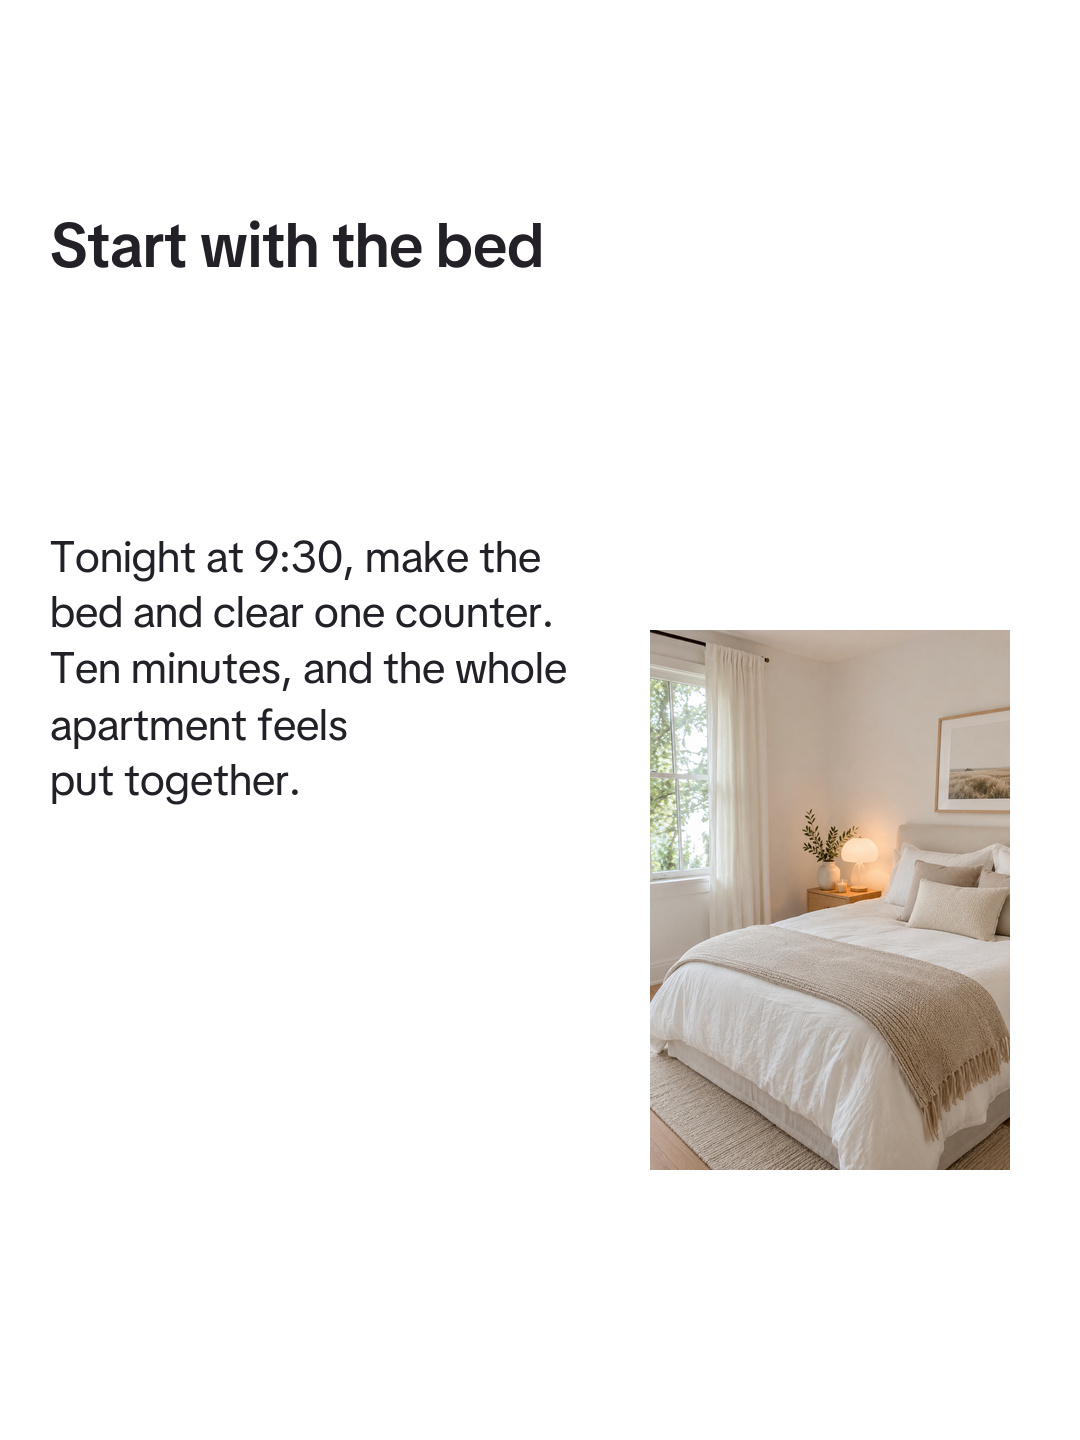 Start with the bed
Tonight at 9:30, make the
bed and clear one counter.
Ten minutes, and the whole
apartment feels
put together.